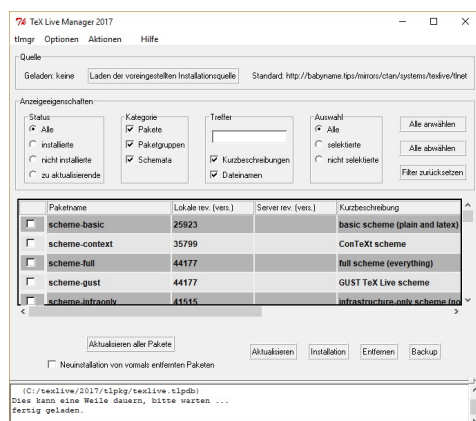 TeX Live Manager 2017
tlmgr Optionen Aktionen Hilfe
Quelle
Geladen: keine Laden der voreingestellten Installationsquelle Standard: http://babyname.tips/mirrors/ctan/systems/texlive/tlnet
Anzeigeeigenschaften
Status Kategorie Treffer Auswahl
Alle Pakete Alle Alle anwählen
installierte Paketgruppen selektierte
nicht installierte Schemata Kurzbeschreibungen nicht selektierte Alle abwählen
zu aktualisierende Dateinamen Filter zurücksetzen
Paketname Lokale rev. (vers.) Server rev. (vers.) Kurzbeschreibung
scheme-basic 25923 basic scheme (plain and latex)
scheme-context 35799 ConTeXt scheme
scheme-full 44177 full scheme (everything)
scheme-gust 44177 GUST TeX Live scheme
scheme-infraonly 41515 infrastructure-only scheme (no
Aktualisieren aller Pakete
Aktualisieren Installation Entfernen Backup
Neuinstallation von vormals entfernten Paketen
(C:/texlive/2017/tlpkg/texlive.tlpdb)
Dies kann eine Weile dauern, bitte warten ...
fertig geladen.